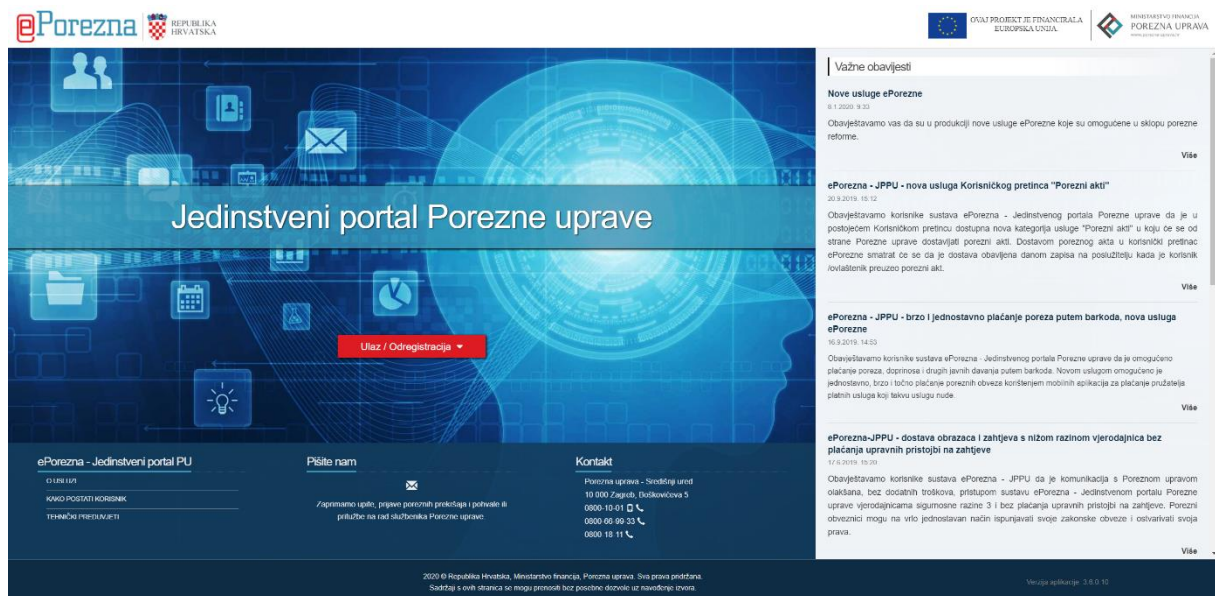 ePorezna
REPUBLIKA
HRVATSKA
OVAJ PROJEKT JE FINANCIRALA
EUROPSKA UNIJA.
MINISTARSTVO FINANCIJA
POREZNA UPRAVA
www.porezna-uprava.hr
Jedinstveni portal Porezne uprave
Ulaz / Odregistracija
Važne obavijesti
Nove usluge ePorezne
8.1.2020. 9:33
Obavještavamo vas da su u produkciji nove usluge ePorezne koje su omogućene u sklopu porezne
reforme.
Više
ePorezna - JPPU - nova usluga Korisničkog pretinca "Porezni akti"
20.9.2019. 15:12
Obavještavamo korisnike sustava ePorezna - Jedinstvenog portala Porezne uprave da je u
postojećem Korisničkom pretincu dostupna nova kategorija usluge "Porezni akti" u koju će se od
strane Porezne uprave dostavljati porezni akti. Dostavom poreznog akta u korisnički pretinac
ePorezne smatrat će se da je dostava obavljena danom zapisa na poslužitelju kada je korisnik
/ovlaštenik preuzeo porezni akt.
Više
ePorezna - JPPU - brzo i jednostavno plaćanje poreza putem barkoda, nova usluga
ePorezne
16.9.2019. 14:53
Obavještavamo korisnike sustava ePorezna - Jedinstvenog portala Porezne uprave da je omogućeno
plaćanje poreza, doprinosa i drugih javnih davanja putem barkoda. Novom uslugom omogućeno je
jednostavno, brzo i točno plaćanje poreznih obveza korištenjem mobilnih aplikacija za plaćanje pružatelja
platnih usluga koji takvu uslugu nude.
Više
ePorezna-JPPU - dostava obrazaca i zahtjeva s nižom razinom vjerodajnica bez
plaćanja upravnih pristojbi na zahtjeve
17.6.2019. 15:20
Obavještavamo korisnike sustava ePorezna - JPPU da je komunikacija s Poreznom upravom
olakšana, bez dodatnih troškova, pristupom sustavu ePorezna - Jedinstvenom portalu Porezne
uprave vjerodajnicama sigurnosne razine 3 i bez plaćanja upravnih pristojbi na zahtjeve. Porezni
obveznici mogu na vrlo jednostavan način ispunjavati svoje zakonske obveze i ostvarivati svoja
prava.
Više
ePorezna - Jedinstveni portal PU
O USLUZI
KAKO POSTATI KORISNIK
TEHNIČKI PREDUVJETI
Pišite nam
Zaprimamo upite, prijave poreznih prekršaja i pohvale ili
pritužbe na rad službenika Porezne uprave.
Kontakt
Porezna uprava - Središnji ured
10 000 Zagreb, Boškovićeva 5
0800-10-01
0800-66-99-33
0800-18-11
2020 © Republika Hrvatska, Ministarstvo financija, Porezna uprava. Sva prava pridržana.
Sadržaji s ovih stranica se mogu prenositi bez posebne dozvole uz navođenje izvora.
Verzija aplikacije 3.6.0.10